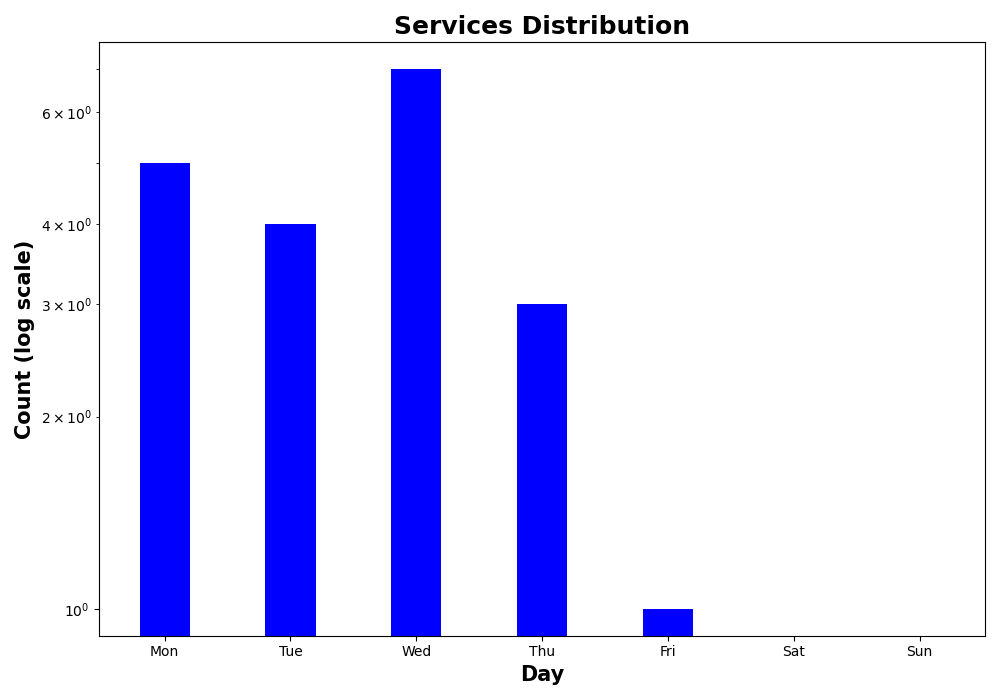 Services Distribution
Count (log scale)
6 × 10⁰
4 × 10⁰
3 × 10⁰
2 × 10⁰
10⁰
Mon Tue Wed Thu Fri Sat Sun
Day